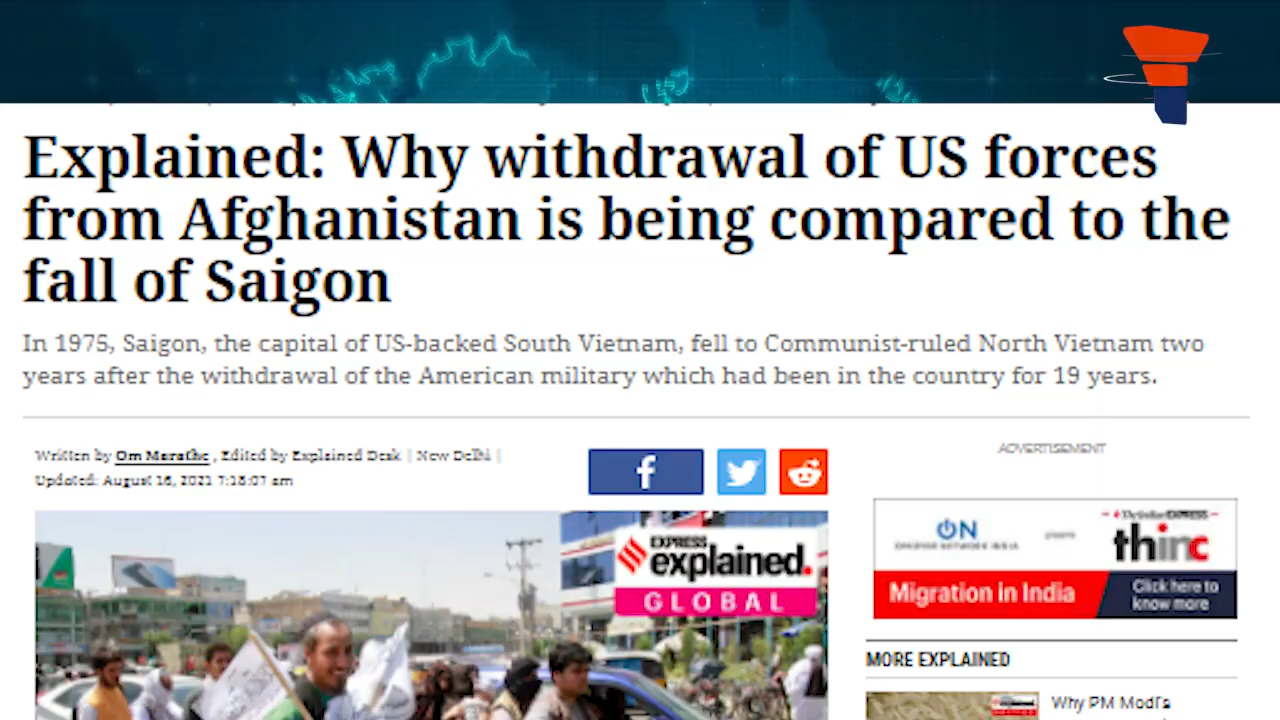 Explained: Why withdrawal of US forces
from Afghanistan is being compared to the
fall of Saigon
In 1975, Saigon, the capital of US-backed South Vietnam, fell to Communist-ruled North Vietnam two
years after the withdrawal of the American military which had been in the country for 19 years.
Written by Om Marathe , Edited by Explained Desk | New Delhi |
Updated: August 16, 2021 7:18:07 am
ADVERTISEMENT
EXPRESS
explained.
GLOBAL
ON
The Indian EXPRESS
thinc
Migration in India
Click here to
know more
MORE EXPLAINED
Why PM Modi's